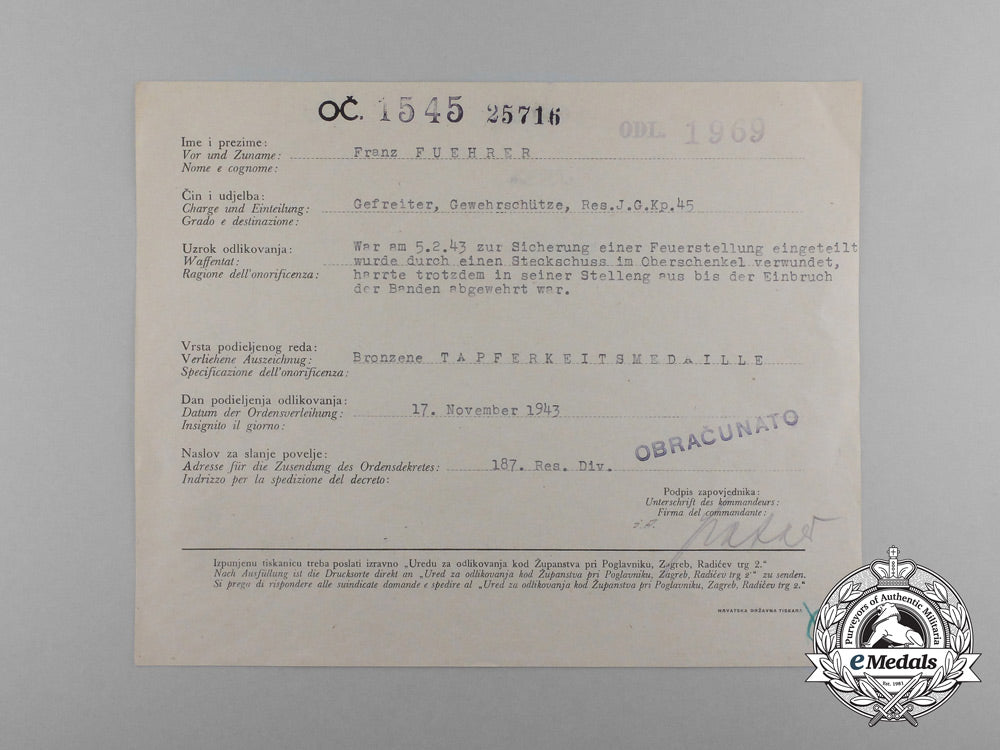 OČ. 1545 25716
ODL. 1969
Ime i prezime:
Vor und Zuname: Franz FUEHRER
Nome e cognome:
Čin i udjelba:
Charge und Einteilung: Gefreiter, Gewehrschütze, Res.J.G.Kp.45
Grado e destinazione:
Uzrok odlikovanja: War am 5.2.43 zur Sicherung einer Feuerstellung eingeteilt
Waffentat: wurde durch einen Steckschuss im Oberschenkel verwundet,
Ragione dell'onorificenza: harrte trotzdem in seiner Stelleng aus bis der Einbruch
der Banden abgewehrt war.
Vrsta podieljenog reda:
Verliehene Auszeichnug: Bronzene TAPFERKEITSMEDAILLE
Specificazione dell'onorificenza:
Dan podieljenja odlikovanja:
Datum der Ordensverleihung: 17. November 1943
Insignito il giorno:
OBRAČUNATO
Naslov za slanje povelje:
Adresse für die Zusendung des Ordensdekretes: 187. Res. Div.
Indrizzo per la spedizione del decreto:
Podpis zapovjednika:
Unterschrift des kommandeurs:
Firma del commandante:
Izpunjenu tiskanicu treba poslati izravno „Uredu za odlikovanja kod Županstva pri Poglavniku, Zagreb, Radićev trg 2."
Nach Ausfüllung ist die Drucksorte direkt an „Ured za odlikovanja kod Županstva pri Poglavniku, Zagreb, Radićev trg 2" zu senden.
Si prega di rispondere alle suindicate domande e spedire al „Ured za odlikovanja kod Županstva pri Poglavniku, Zagreb, Radićev trg 2."
HRVATSKA DRŽAVNA TISKARA
Purveyors of Authentic Militaria
eMedals
Est. 1981